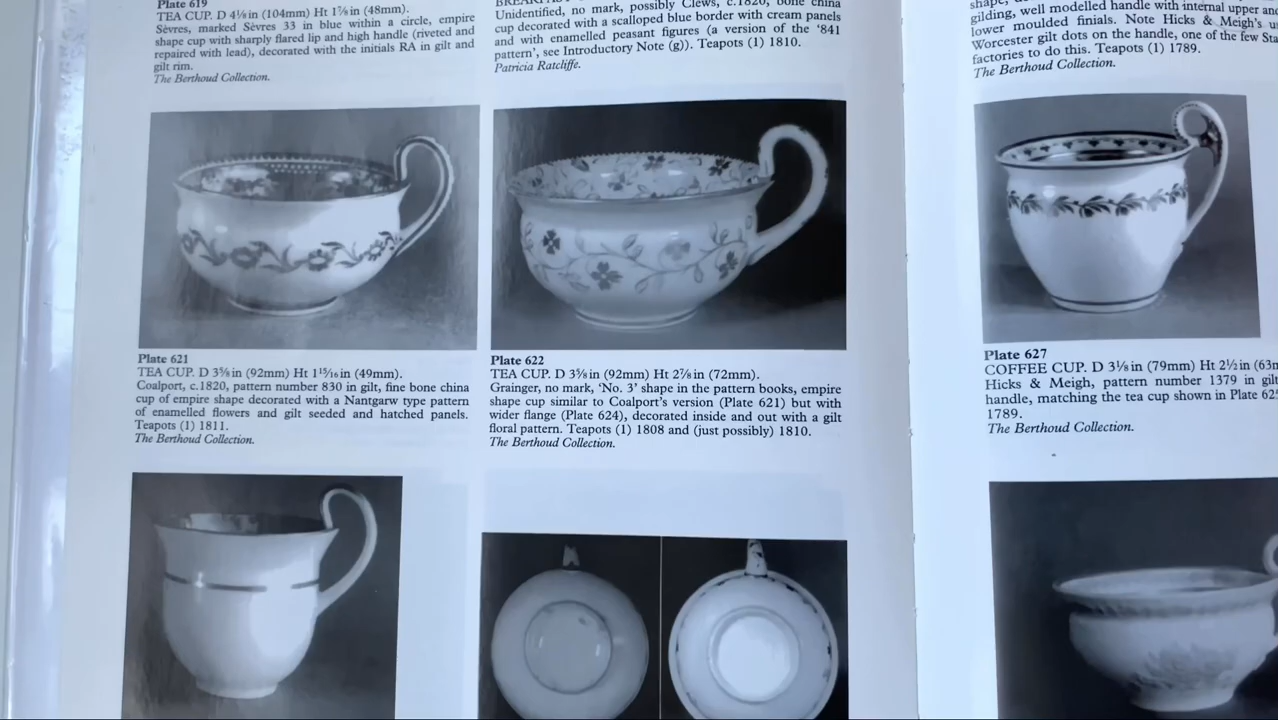 Plate 619
TEA CUP. D 4⅛in (104mm) Ht 1⅞in (48mm).
Sèvres, marked Sèvres 33 in blue within a circle, empire
shape cup with sharply flared lip and high handle (riveted and
repaired with lead), decorated with the initials RA in gilt and
gilt rim.
The Berthoud Collection.
Unidentified, no mark, possibly Clews, c.1820, bone china
cup decorated with a scalloped blue border with cream panels
and with enamelled peasant figures (a version of the '841
pattern', see Introductory Note (g)). Teapots (1) 1810.
Patricia Ratcliffe.
gilding, well modelled handle with internal upper and
lower moulded finials. Note Hicks & Meigh's u
Worcester gilt dots on the handle, one of the few Sta
factories to do this. Teapots (1) 1789.
The Berthoud Collection.
Plate 621
TEA CUP. D 3⅝in (92mm) Ht 1¹⁵⁄₁₆in (49mm).
Coalport, c.1820, pattern number 830 in gilt, fine bone china
cup of empire shape decorated with a Nantgarw type pattern
of enamelled flowers and gilt seeded and hatched panels.
Teapots (1) 1811.
The Berthoud Collection.
Plate 622
TEA CUP. D 3⅝in (92mm) Ht 2⅞in (72mm).
Grainger, no mark, 'No. 3' shape in the pattern books, empire
shape cup similar to Coalport's version (Plate 621) but with
wider flange (Plate 624), decorated inside and out with a gilt
floral pattern. Teapots (1) 1808 and (just possibly) 1810.
The Berthoud Collection.
Plate 627
COFFEE CUP. D 3⅛in (79mm) Ht 2½in (63m
Hicks & Meigh, pattern number 1379 in gilt
handle, matching the tea cup shown in Plate 625
1789.
The Berthoud Collection.